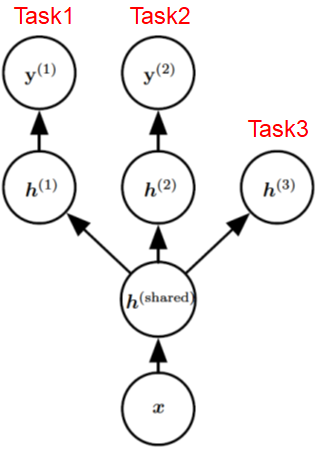 Task1 Task2
y(1) y(2)
Task3
h(1) h(2) h(3)
h(shared)
x